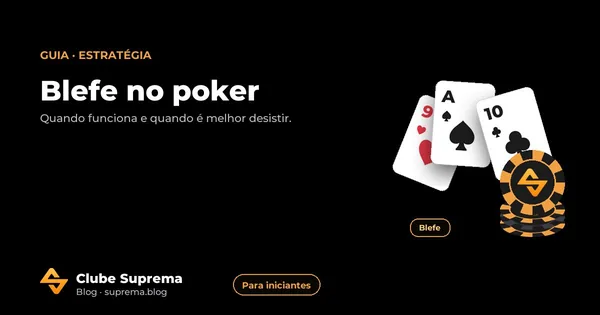 GUIA · ESTRATÉGIA
Blefe no poker
Quando funciona e quando é melhor desistir.
9
A
10
Blefe
Clube Suprema
Blog · suprema.blog
Para iniciantes